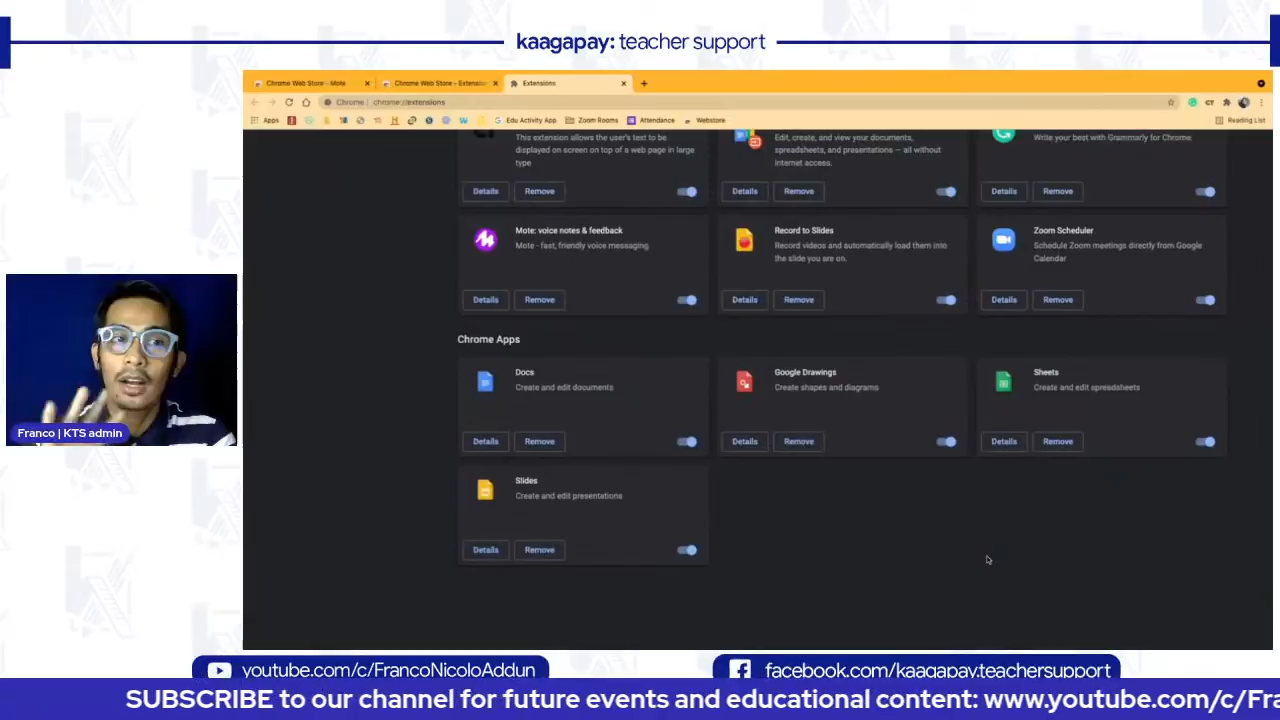 kaagapay: teacher support
Chrome Web Store - Mote
Chrome Web Store - Extension
Extensions
Chrome | chrome://extensions
Apps
Edu Activity App
Zoom Rooms
Attendance
Webstore
Reading List
This extension allows the user's text to be
displayed on screen on top of a web page in large
type
Details Remove
Edit, create, and view your documents,
spreadsheets, and presentations — all without
internet access.
Details Remove
Write your best with Grammarly for Chrome.
Details Remove
Mote: voice notes & feedback
Mote - fast, friendly voice messaging.
Details Remove
Record to Slides
Record videos and automatically load them into
the slide you are on.
Details Remove
Zoom Scheduler
Schedule Zoom meetings directly from Google
Calendar
Details Remove
Chrome Apps
Docs
Create and edit documents
Details Remove
Google Drawings
Create shapes and diagrams
Details Remove
Sheets
Create and edit spreadsheets
Details Remove
Slides
Create and edit presentations
Details Remove
Franco | KTS admin
youtube.com/c/FrancoNicoloAddun
facebook.com/kaagapay.teachersupport
SUBSCRIBE to our channel for future events and educational content: www.youtube.com/c/Fra